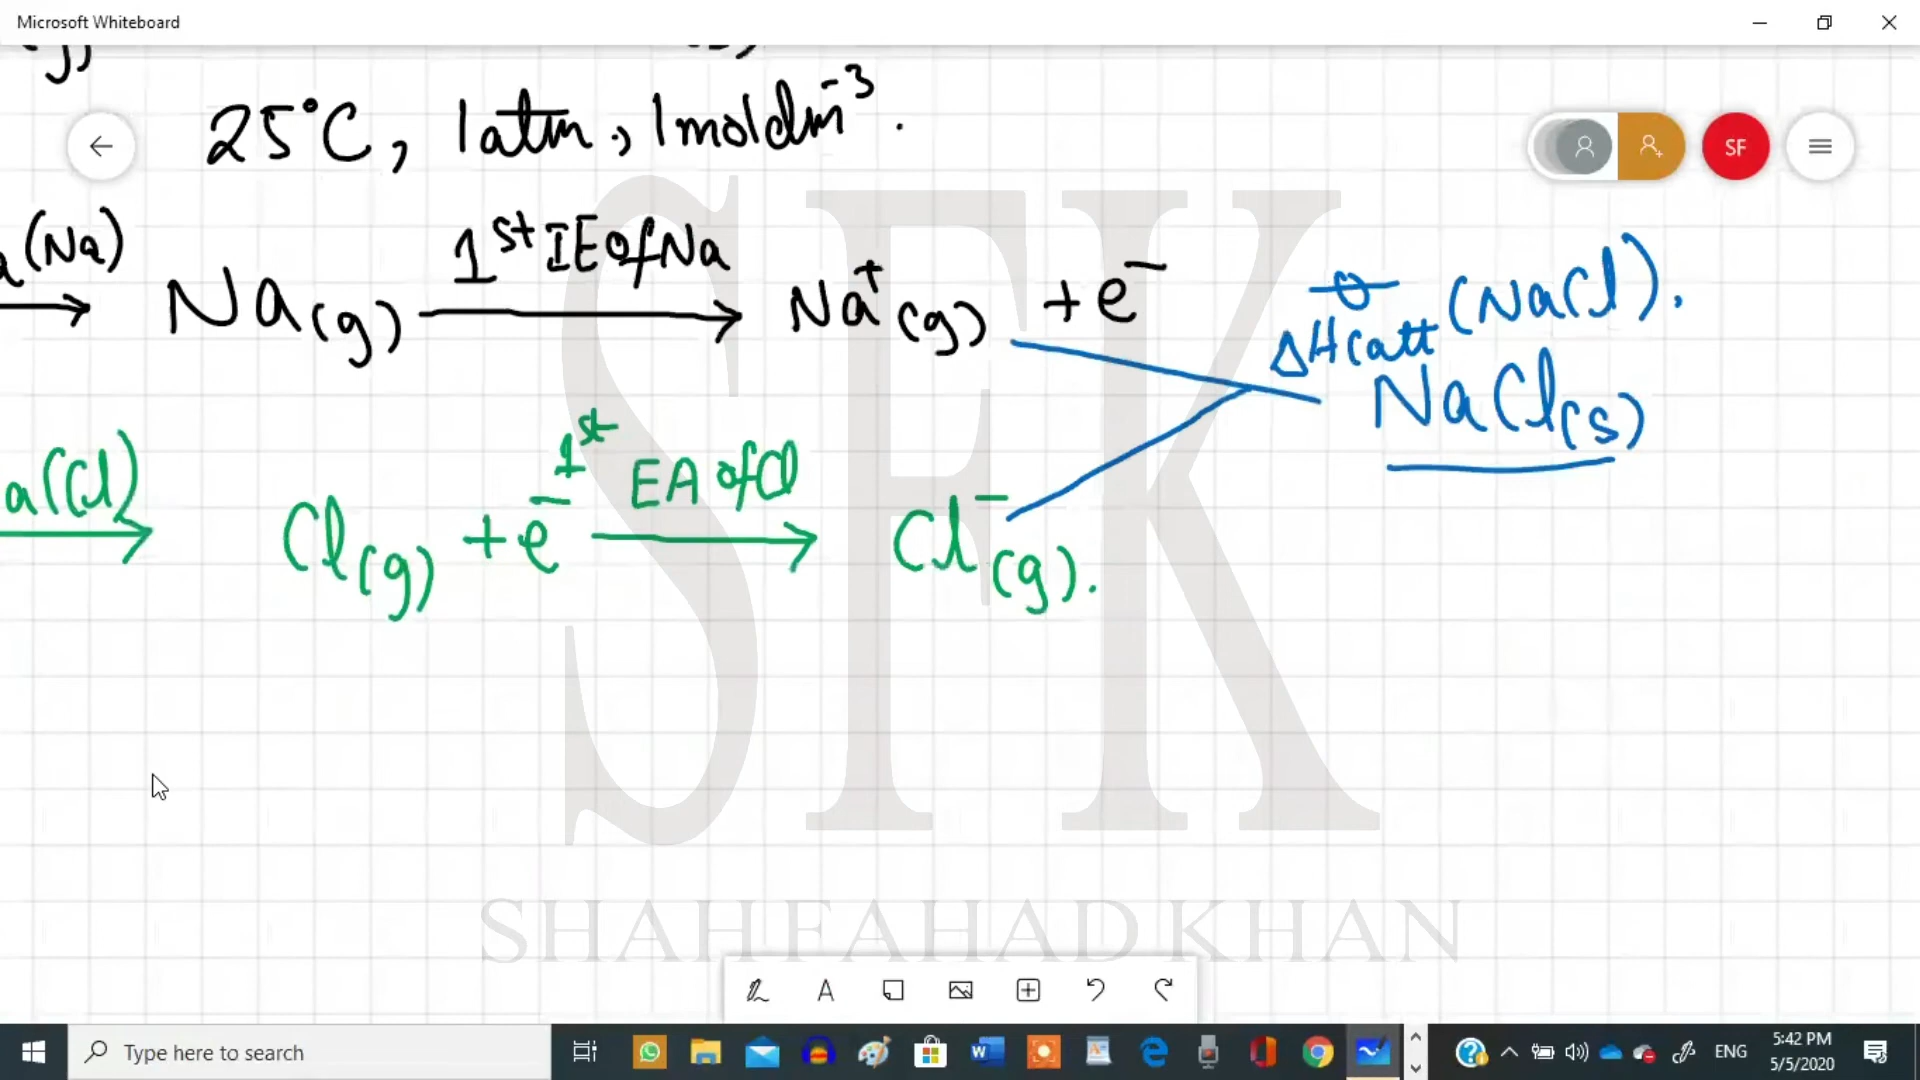 Microsoft Whiteboard
25°C, 1atm, 1moldm⁻³.
a(Na)
Na(g) 1st IE of Na → Na⁺(g) + e⁻
ΔH latt (NaCl).
NaCl(s)
a(Cl)
Cl(g) + e⁻ 1st EA of Cl → Cl⁻(g).
SF
SFK
SHAHFAHAD KHAN
Type here to search
ENG
5:42 PM
5/5/2020